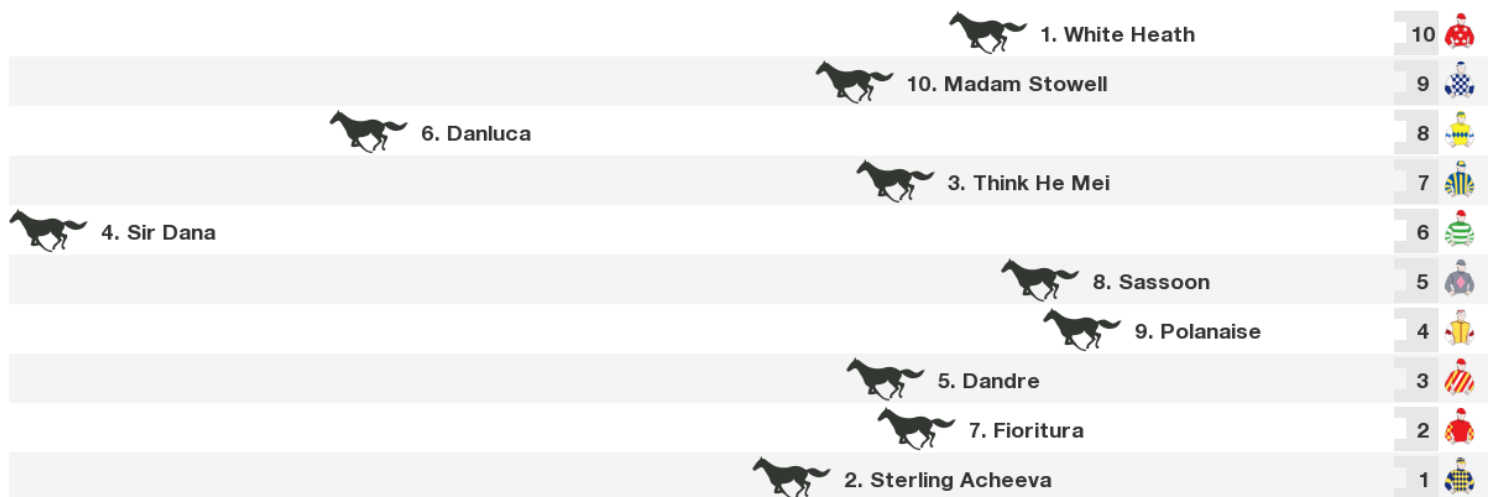 1. White Heath 10
10. Madam Stowell 9
6. Danluca 8
3. Think He Mei 7
4. Sir Dana 6
8. Sassoon 5
9. Polanaise 4
5. Dandre 3
7. Fioritura 2
2. Sterling Acheeva 1